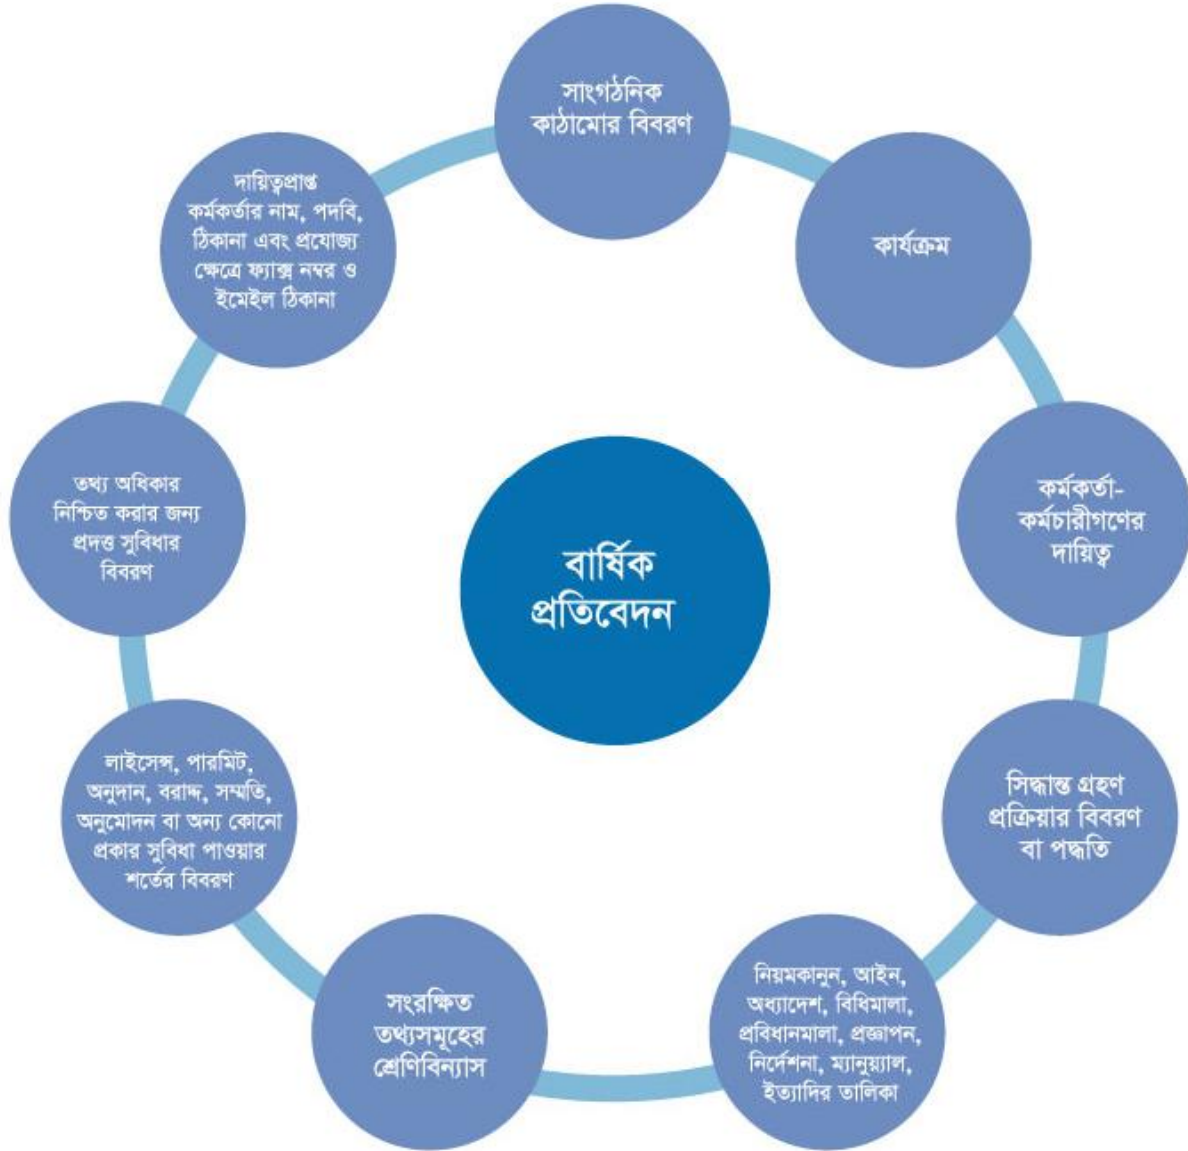 সাংগঠনিক
কাঠামোর বিবরণ
কার্যক্রম
কর্মকর্তা-
কর্মচারীগণের
দায়িত্ব
সিদ্ধান্ত গ্রহণ
প্রক্রিয়ার বিবরণ
বা পদ্ধতি
নিয়মকানুন, আইন,
অধ্যাদেশ, বিধিমালা,
প্রবিধানমালা, প্রজ্ঞাপন,
নির্দেশনা, ম্যানুয়্যাল,
ইত্যাদির তালিকা
সংরক্ষিত
তথ্যসমূহের
শ্রেণিবিন্যাস
লাইসেন্স, পারমিট,
অনুদান, বরাদ্দ, সম্মতি,
অনুমোদন বা অন্য কোনো
প্রকার সুবিধা পাওয়ার
শর্তের বিবরণ
তথ্য অধিকার
নিশ্চিত করার জন্য
প্রদত্ত সুবিধার
বিবরণ
দায়িত্বপ্রাপ্ত
কর্মকর্তার নাম, পদবি,
ঠিকানা এবং প্রযোজ্য
ক্ষেত্রে ফ্যাক্স নম্বর ও
ইমেইল ঠিকানা
বার্ষিক
প্রতিবেদন